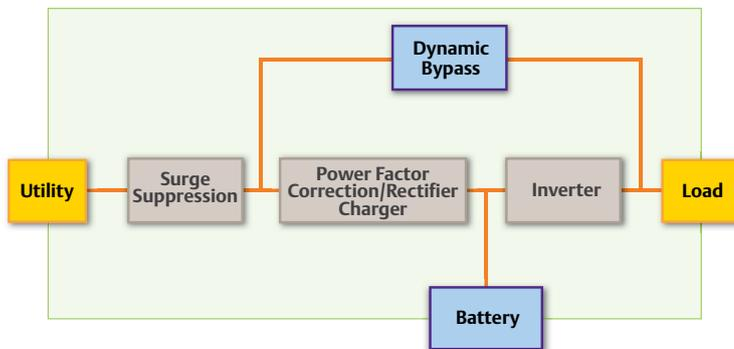 Dynamic
Bypass
Utility
Surge
Suppression
Power Factor
Correction/Rectifier
Charger
Inverter
Load
Battery